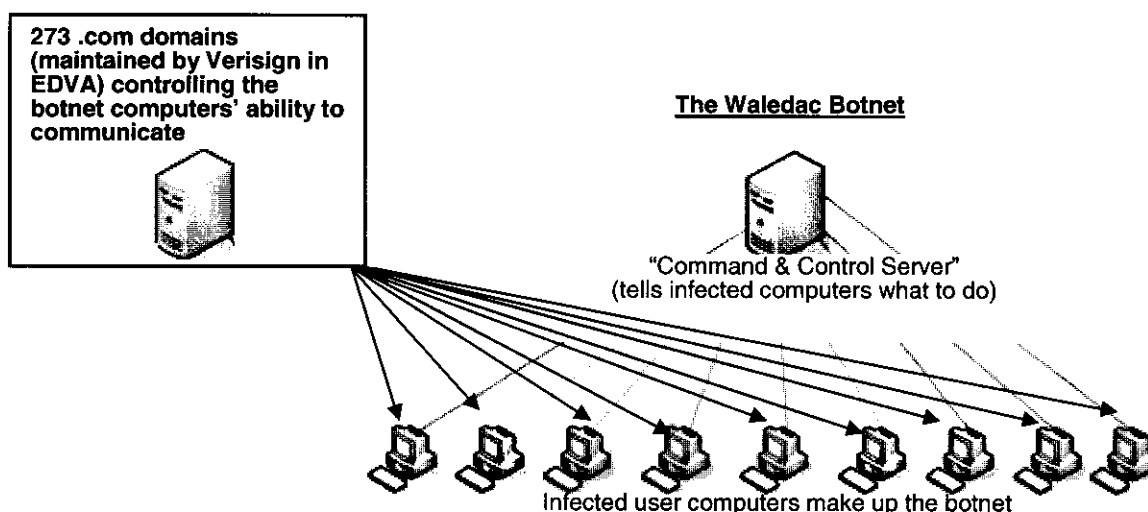 273 .com domains
(maintained by Verisign in
EDVA) controlling the
botnet computers' ability to
communicate
The Waledac Botnet
"Command & Control Server"
(tells infected computers what to do)
Infected user computers make up the botnet